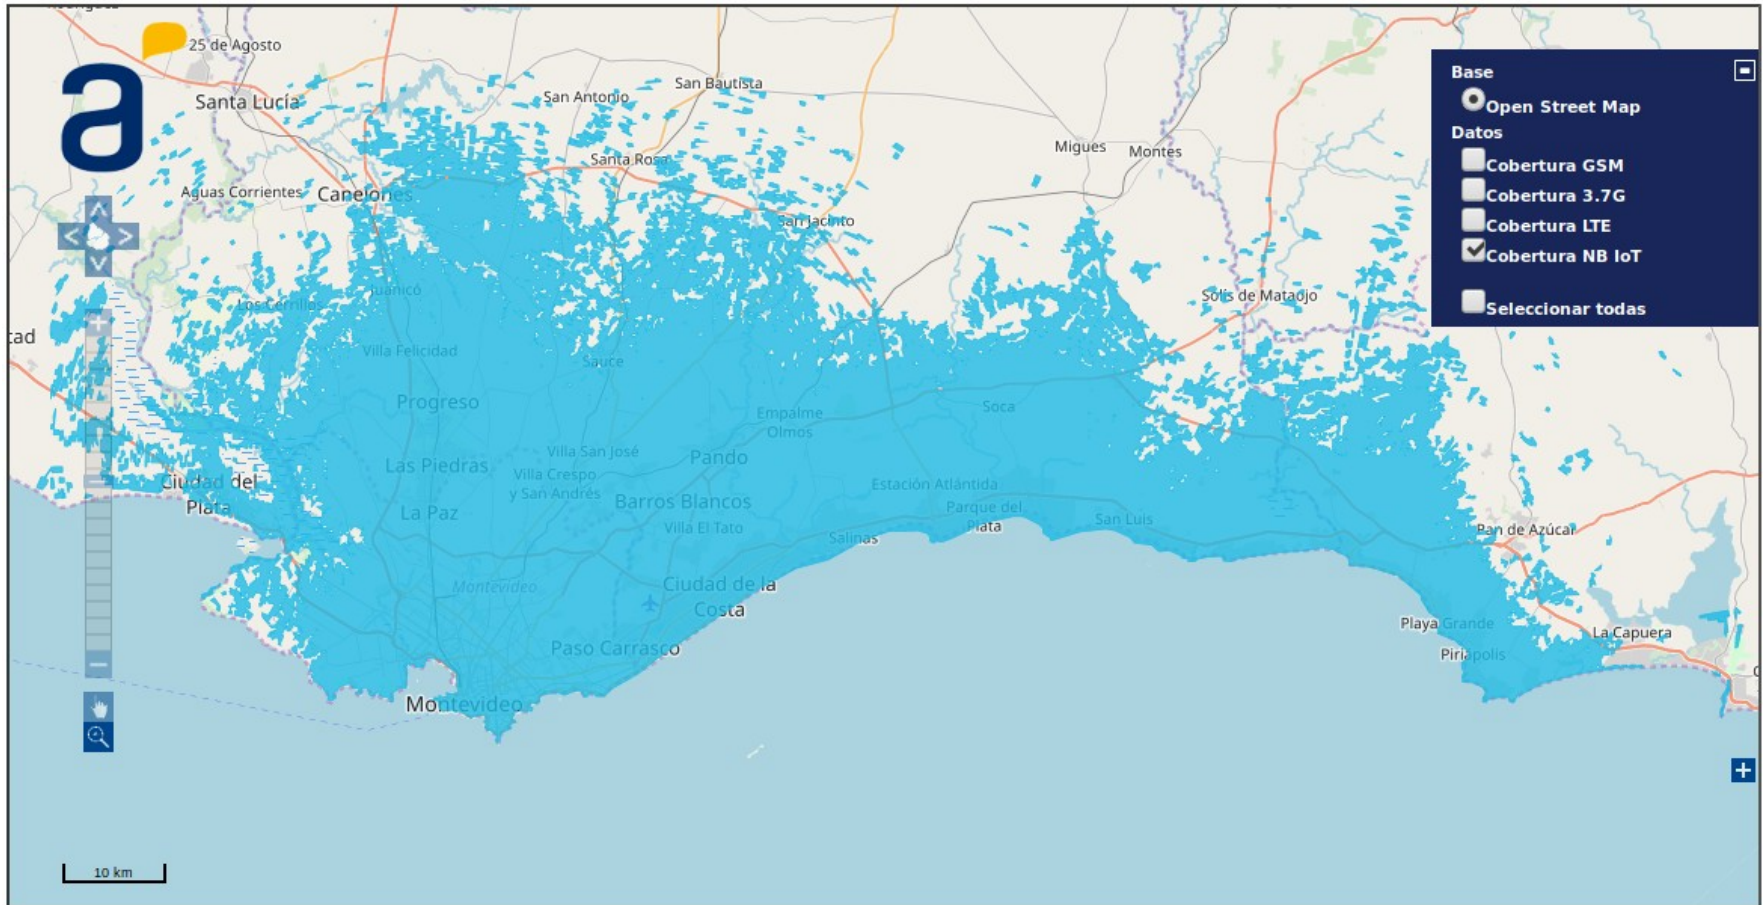 25 de Agosto
a
Santa Lucía
San Antonio
San Bautista
Santa Rosa
Migues
Montes
Aguas Corrientes
Canelones
San Jacinto
Base
Open Street Map
Datos
Cobertura GSM
Cobertura 3.7G
Cobertura LTE
Cobertura NB IoT
Seleccionar todas
Los Cerrillos
Juanicó
Solís de Mataojo
Villa Felicidad
Sauce
Progreso
Empalme
Olmos
Soca
Las Piedras
Villa San José
Pando
Villa Crespo
y San Andrés
Ciudad del
Plata
La Paz
Barros Blancos
Villa El Tato
Estación Atlántida
Parque del
Plata
San Luis
Salinas
Pan de Azúcar
Montevideo
Ciudad de la
Costa
Paso Carrasco
Playa Grande
Piriápolis
La Capuera
Montevideo
10 km